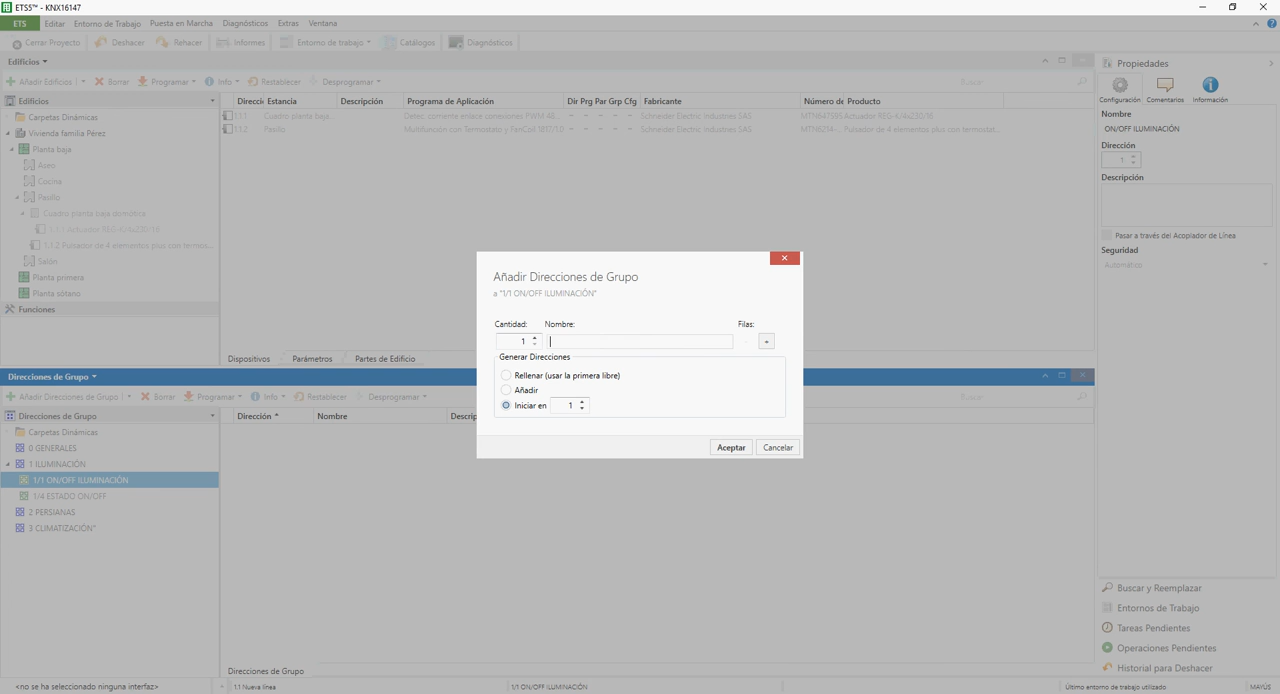 ETS5™ - KNX16147
ETS Editar Entorno de Trabajo Puesta en Marcha Diagnósticos Extras Ventana
Cerrar Proyecto Deshacer Rehacer Informes Entorno de trabajo Catálogos Diagnósticos
Edificios
Añadir Edificios Borrar Programar Info Restablecer Desprogramar Buscar
Edificios
Carpetas Dinámicas
Vivienda familia Pérez
Planta baja
Aseo
Cocina
Pasillo
Cuadro planta baja domótica
1.1.1 Actuador REG-K/4x230/16
1.1.2 Pulsador de 4 elementos plus con termos...
Salón
Planta primera
Planta sótano
Funciones
Direcci Estancia Descripción Programa de Aplicación Dir Prg Par Grp Cfg Fabricante Número de Producto
1.1.1 Cuadro planta baja... Detec. corriente enlace conexiones PWM 48... – – – – – Schneider Electric Industries SAS MTN647595 Actuador REG-K/4x230/16
1.1.2 Pasillo Multifunción con Termostato y FanCoil 1817/1.0 – – – – – Schneider Electric Industries SAS MTN6214-... Pulsador de 4 elementos plus con termostat...
Dispositivos Parámetros Partes de Edificio
Propiedades
Configuración Comentarios Información
Nombre
ON/OFF ILUMINACIÓN
Dirección
1
Descripción
Pasar a través del Acoplador de Línea
Seguridad
Automático
Añadir Direcciones de Grupo
a "1/1 ON/OFF ILUMINACIÓN"
Cantidad: Nombre: Filas:
1
Generar Direcciones
Rellenar (usar la primera libre)
Añadir
Iniciar en 1
Aceptar Cancelar
Direcciones de Grupo
Añadir Direcciones de Grupo Borrar Programar Info Restablecer Desprogramar Buscar
Direcciones de Grupo
Carpetas Dinámicas
0 GENERALES
1 ILUMINACIÓN
1/1 ON/OFF ILUMINACIÓN
1/4 ESTADO ON/OFF
2 PERSIANAS
3 CLIMATIZACIÓN"
Dirección Nombre Descrip
Direcciones de Grupo
Buscar y Reemplazar
Entornos de Trabajo
Tareas Pendientes
Operaciones Pendientes
Historial para Deshacer
<no se ha seleccionado ninguna interfaz> 1.1 Nueva línea 1/1 ON/OFF ILUMINACIÓN Último entorno de trabajo utilizado MAYÚS